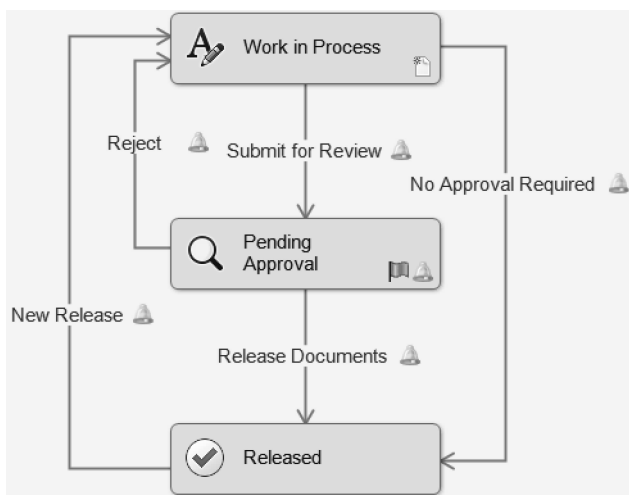 Work in Process
Reject
Submit for Review
No Approval Required
Pending
Approval
New Release
Release Documents
Released